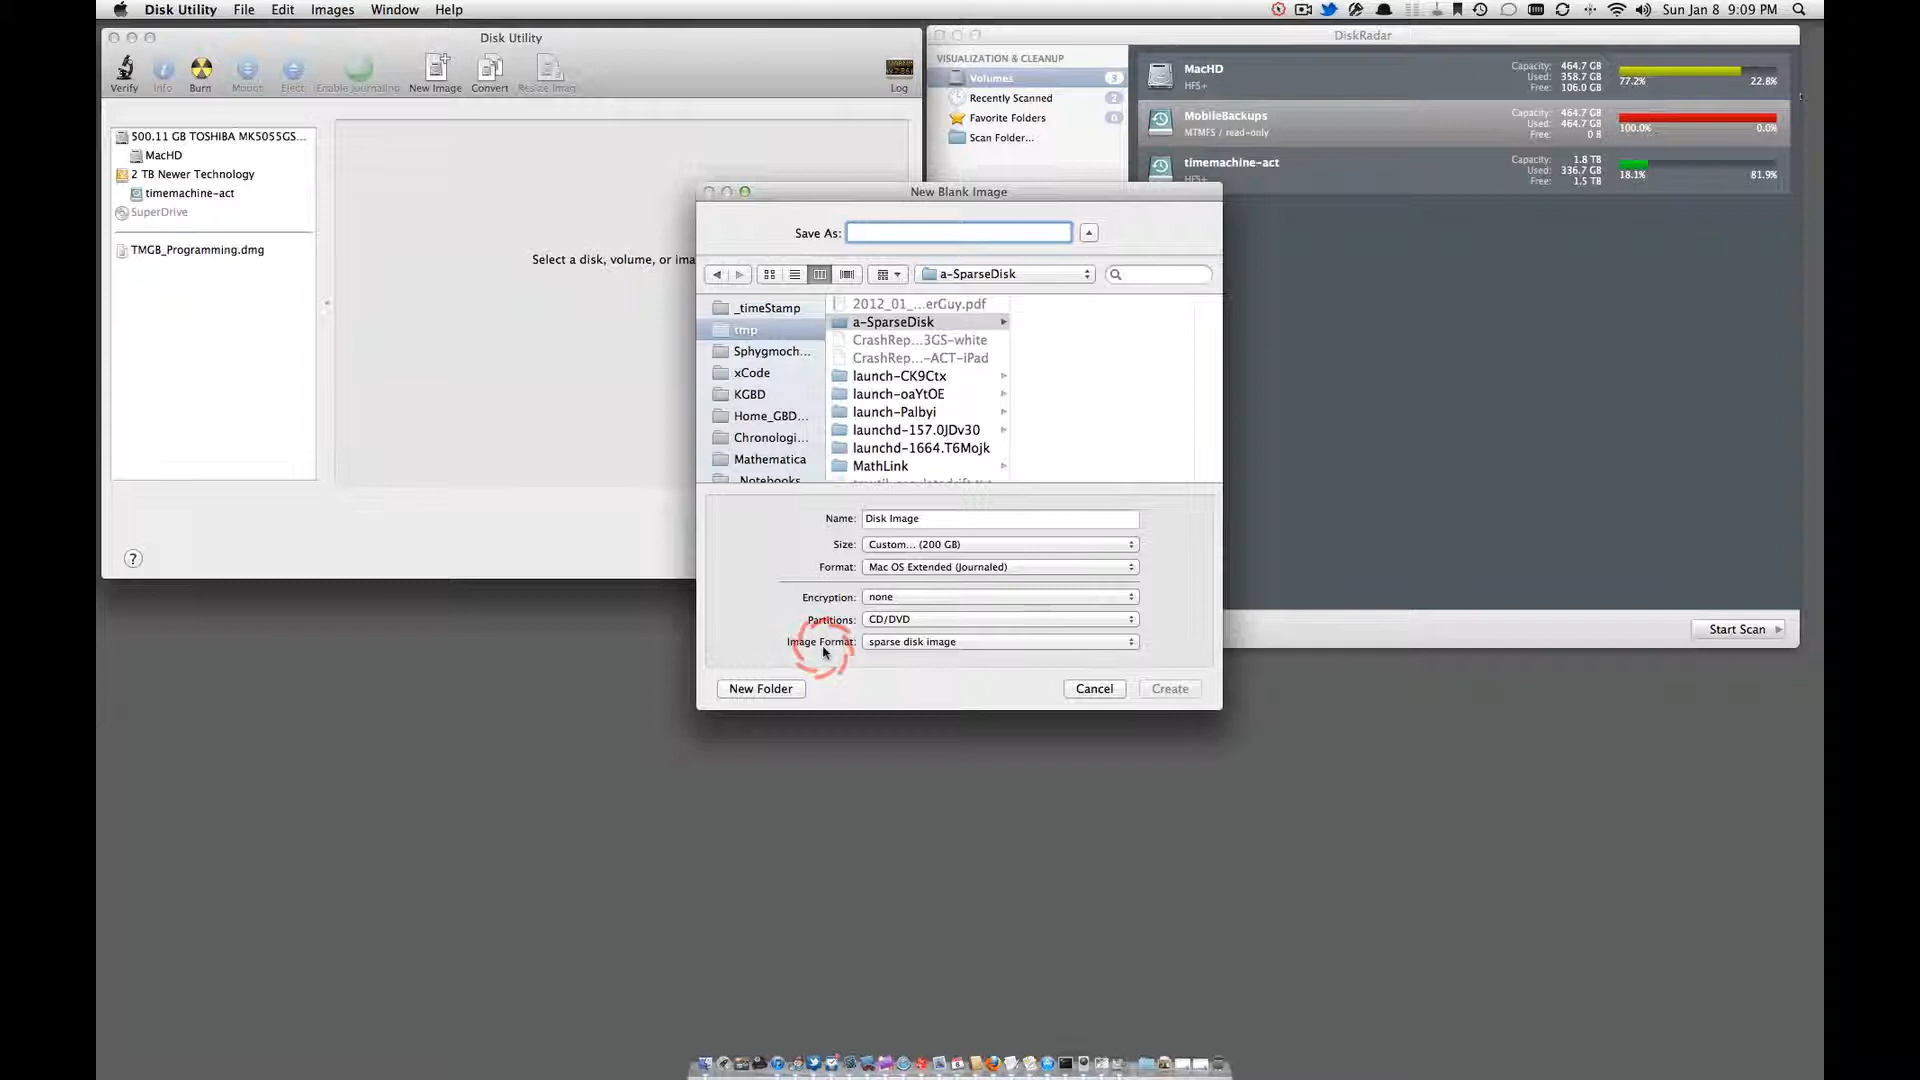 Disk Utility File Edit Images Window Help
Sun Jan 8 9:09 PM
Disk Utility
Verify Info Burn Mount Eject Enable Journaling New Image Convert Resize Imag
Log
500.11 GB TOSHIBA MK5055GS...
MacHD
2 TB Newer Technology
timemachine-act
SuperDrive
TMGB_Programming.dmg
Select a disk, volume, or ima
?
DiskRadar
VISUALIZATION & CLEANUP
Volumes 3
Recently Scanned 2
Favorite Folders 0
Scan Folder...
MacHD
HFS+
Capacity: 464.7 GB
Used: 358.7 GB
Free: 106.0 GB
77.2% 22.8%
MobileBackups
MTMFS / read-only
Capacity: 464.7 GB
Used: 464.7 GB
Free: 0 B
100.0% 0.0%
timemachine-act
HFS+
Capacity: 1.8 TB
Used: 336.7 GB
Free: 1.5 TB
18.1% 81.9%
Start Scan
New Blank Image
Save As:
a-SparseDisk
_timeStamp
tmp
Sphygmoch...
xCode
KGBD
Home_GBD...
Chronologi...
Mathematica
Notebooks
2012_01_...erGuy.pdf
a-SparseDisk
CrashRep...3GS-white
CrashRep...-ACT-iPad
launch-CK9Ctx
launch-oaYtOE
launch-Palbyi
launchd-157.0JDv30
launchd-1664.T6Mojk
MathLink
Name: Disk Image
Size: Custom... (200 GB)
Format: Mac OS Extended (Journaled)
Encryption: none
Partitions: CD/DVD
Image Format: sparse disk image
New Folder Cancel Create